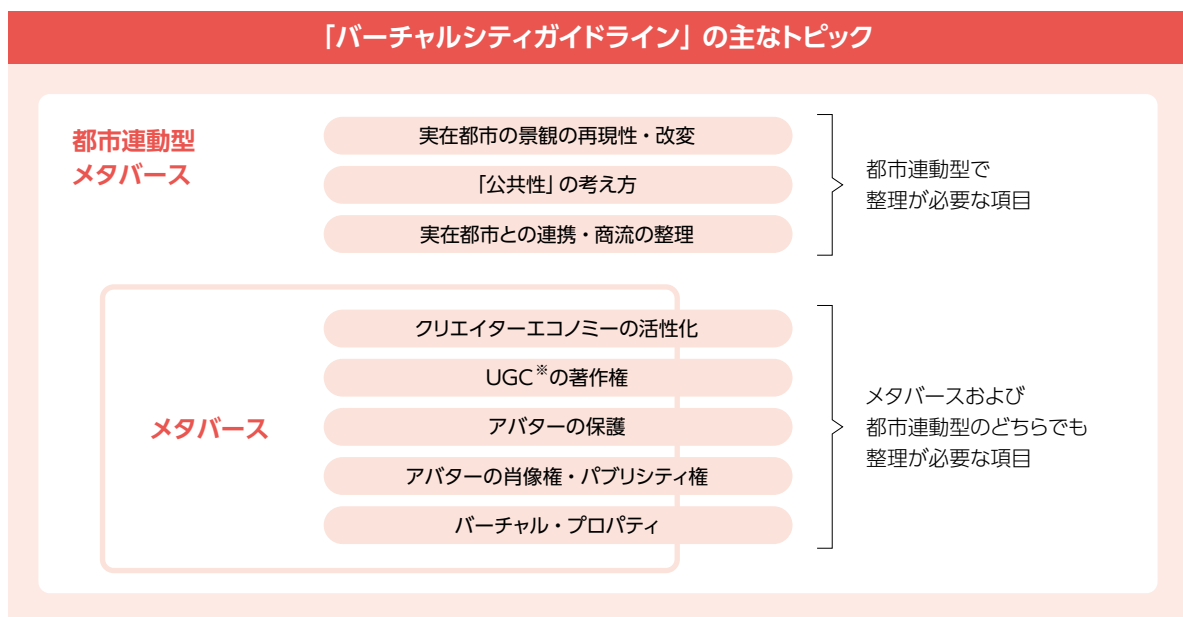 「バーチャルシティガイドライン」の主なトピック
都市連動型
メタバース
実在都市の景観の再現性・改変
「公共性」の考え方
実在都市との連携・商流の整理
都市連動型で
整理が必要な項目
メタバース
クリエイターエコノミーの活性化
UGC※の著作権
アバターの保護
アバターの肖像権・パブリシティ権
バーチャル・プロパティ
メタバースおよび
都市連動型のどちらでも
整理が必要な項目